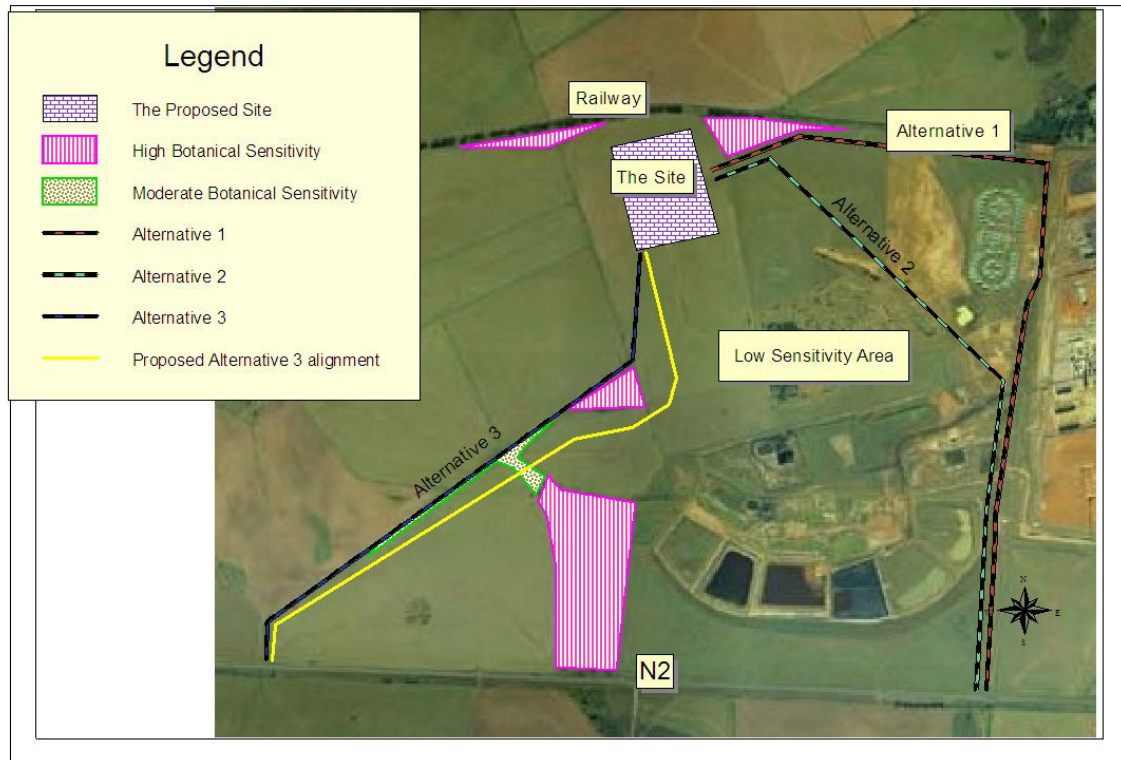 Legend
The Proposed Site
High Botanical Sensitivity
Moderate Botanical Sensitivity
Alternative 1
Alternative 2
Alternative 3
Proposed Alternative 3 alignment
Railway
Alternative 1
The Site
Alternative 2
Low Sensitivity Area
Alternative 3
N2
N
E
S